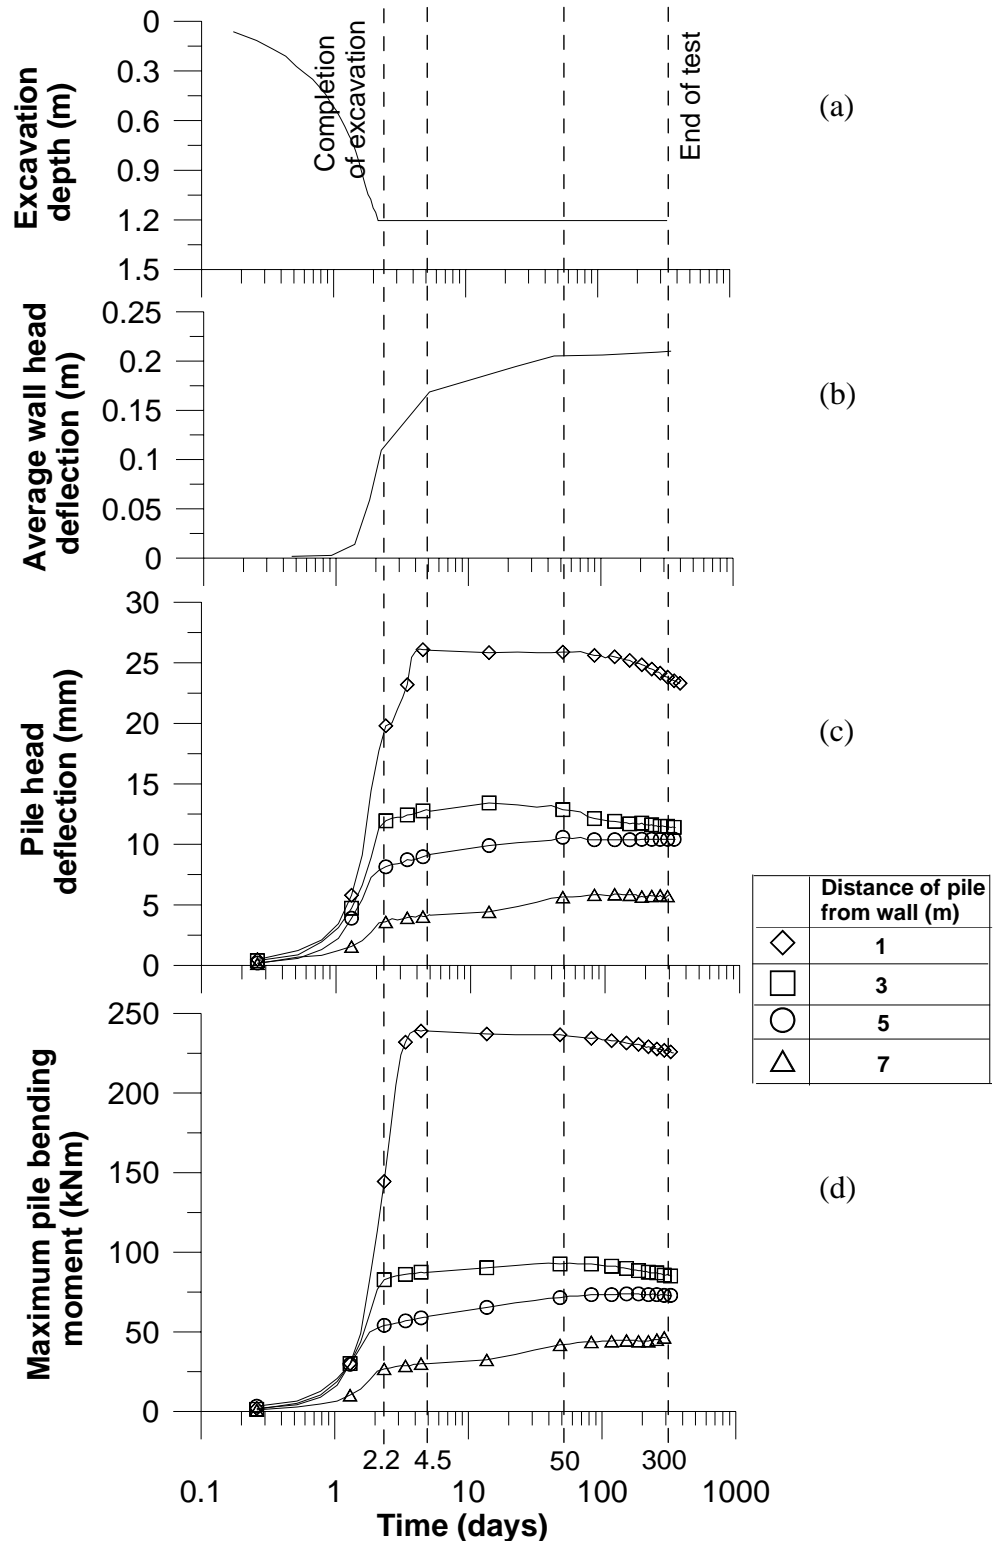 Excavation
depth (m)
0
0.3
0.6
0.9
1.2
1.5
Completion
of excavation
End of test
(a)
Average wall head
deflection (m)
0.25
0.2
0.15
0.1
0.05
0
(b)
Pile head
deflection (mm)
30
25
20
15
10
5
0
(c)
Distance of pile
from wall (m)
1
3
5
7
Maximum pile bending
moment (kNm)
250
200
150
100
50
0
(d)
2.2
4.5
50
300
0.1
1
10
100
1000
Time (days)